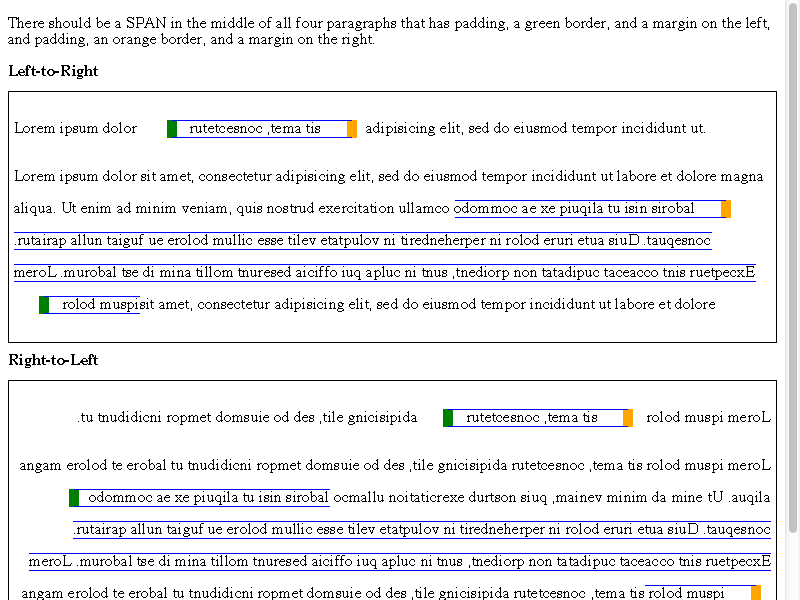 There should be a SPAN in the middle of all four paragraphs that has padding, a green border, and a margin on the left,
and padding, an orange border, and a margin on the right.
Left-to-Right
Lorem ipsum dolor rutetcesnoc ,tema tis adipisicing elit, sed do eiusmod tempor incididunt ut.
Lorem ipsum dolor sit amet, consectetur adipisicing elit, sed do eiusmod tempor incididunt ut labore et dolore magna
aliqua. Ut enim ad minim veniam, quis nostrud exercitation ullamco odommoc ae xe piuqila tu isin sirobal
.rutairap allun taiguf ue erolod mullic esse tilev etatpulov ni tiredneherper ni rolod eruri etua siuD .tauqesnoc
meroL .murobal tse di mina tillom tnuresed aiciffo iuq apluc ni tnus ,tnediorp non tatadipuc taceacco tnis ruetpecxE
rolod muspisit amet, consectetur adipisicing elit, sed do eiusmod tempor incididunt ut labore et dolore
Right-to-Left
.tu tnudidicni ropmet domsuie od des ,tile gnicisipida rutetcesnoc ,tema tis rolod muspi meroL
angam erolod te erobal tu tnudidicni ropmet domsuie od des ,tile gnicisipida rutetcesnoc ,tema tis rolod muspi meroL
odommoc ae xe piuqila tu isin sirobal ocmallu noitaticrexe durtson siuq ,mainev minim da mine tU .auqila
.rutairap allun taiguf ue erolod mullic esse tilev etatpulov ni tiredneherper ni rolod eruri etua siuD .tauqesnoc
meroL .murobal tse di mina tillom tnuresed aiciffo iuq apluc ni tnus ,tnediorp non tatadipuc taceacco tnis ruetpecxE
angam erolod te erobal tu tnudidicni ropmet domsuie od des ,tile gnicisipida rutetcesnoc ,tema tis rolod muspi